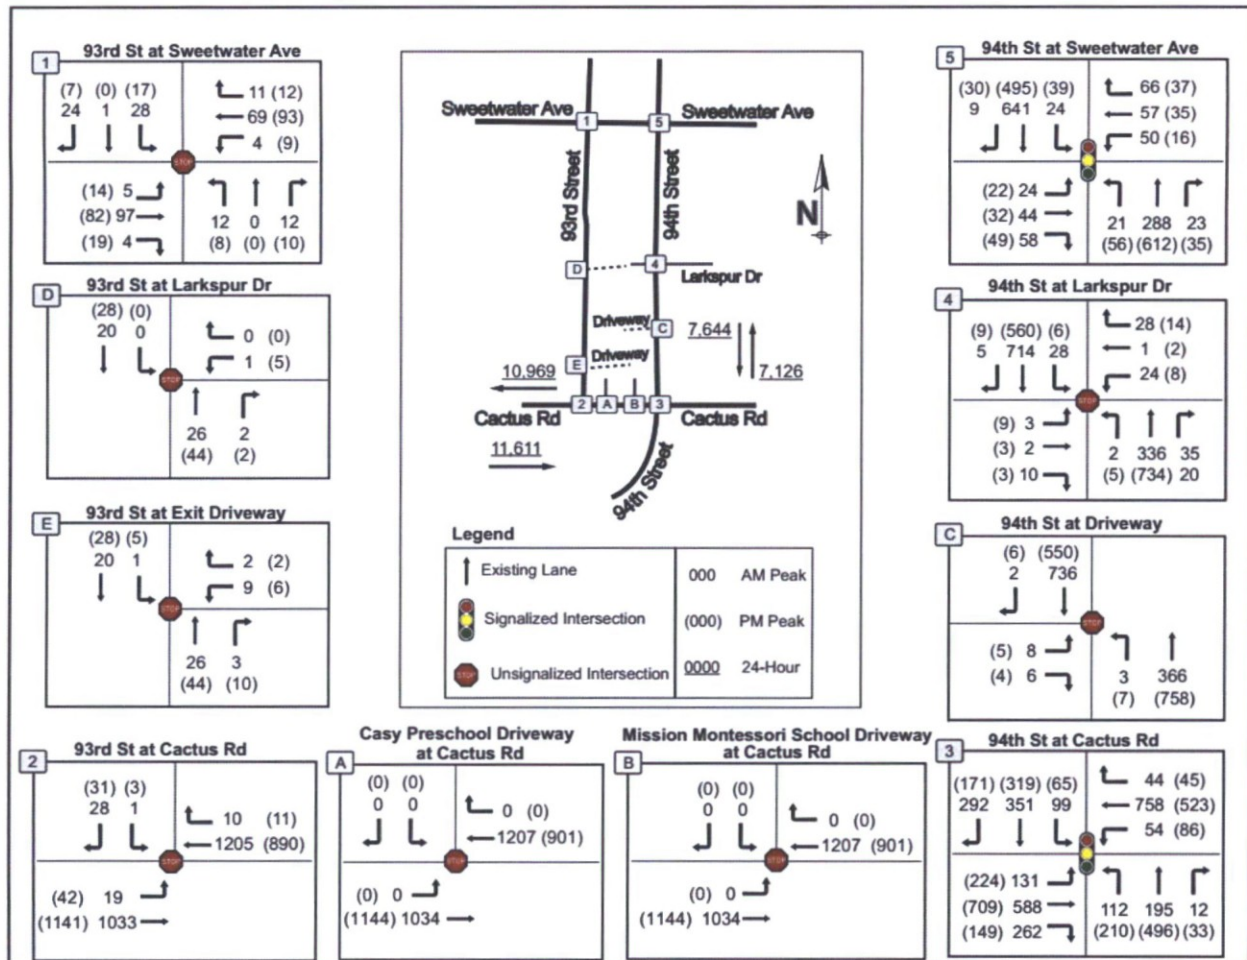 1
93rd St at Sweetwater Ave
(7) (0) (17)
24 1 28
11 (12)
69 (93)
4 (9)
STOP
(14) 5
(82) 97
(19) 4
12 0 12
(8) (0) (10)
D
93rd St at Larkspur Dr
(28) (0)
20 0
0 (0)
1 (5)
STOP
26 2
(44) (2)
E
93rd St at Exit Driveway
(28) (5)
20 1
2 (2)
9 (6)
STOP
26 3
(44) (10)
2
93rd St at Cactus Rd
(31) (3)
28 1
10 (11)
1205 (890)
STOP
(42) 19
(1141) 1033
A
Casy Preschool Driveway
at Cactus Rd
(0) (0)
0 0
0 (0)
1207 (901)
STOP
(0) 0
(1144) 1034
B
Mission Montessori School Driveway
at Cactus Rd
(0) (0)
0 0
0 (0)
1207 (901)
STOP
(0) 0
(1144) 1034
Sweetwater Ave
1
5
Sweetwater Ave
93rd Street
94th Street
N
D
4
Larkspur Dr
Driveway
C
7,644
7,126
E
Driveway
10,969
2
A
B
3
Cactus Rd
Cactus Rd
11,611
94th Street
Legend
Existing Lane
000 AM Peak
Signalized Intersection
(000) PM Peak
Unsignalized Intersection
0000 24-Hour
5
94th St at Sweetwater Ave
(30) (495) (39)
9 641 24
66 (37)
57 (35)
50 (16)
(22) 24
(32) 44
(49) 58
21 288 23
(56) (612) (35)
4
94th St at Larkspur Dr
(9) (560) (6)
5 714 28
28 (14)
1 (2)
24 (8)
STOP
(9) 3
(3) 2
(3) 10
2 336 35
(5) (734) 20
C
94th St at Driveway
(6) (550)
2 736
STOP
(5) 8
(4) 6
3 366
(7) (758)
3
94th St at Cactus Rd
(171) (319) (65)
292 351 99
44 (45)
758 (523)
54 (86)
(224) 131
(709) 588
(149) 262
112 195 12
(210) (496) (33)